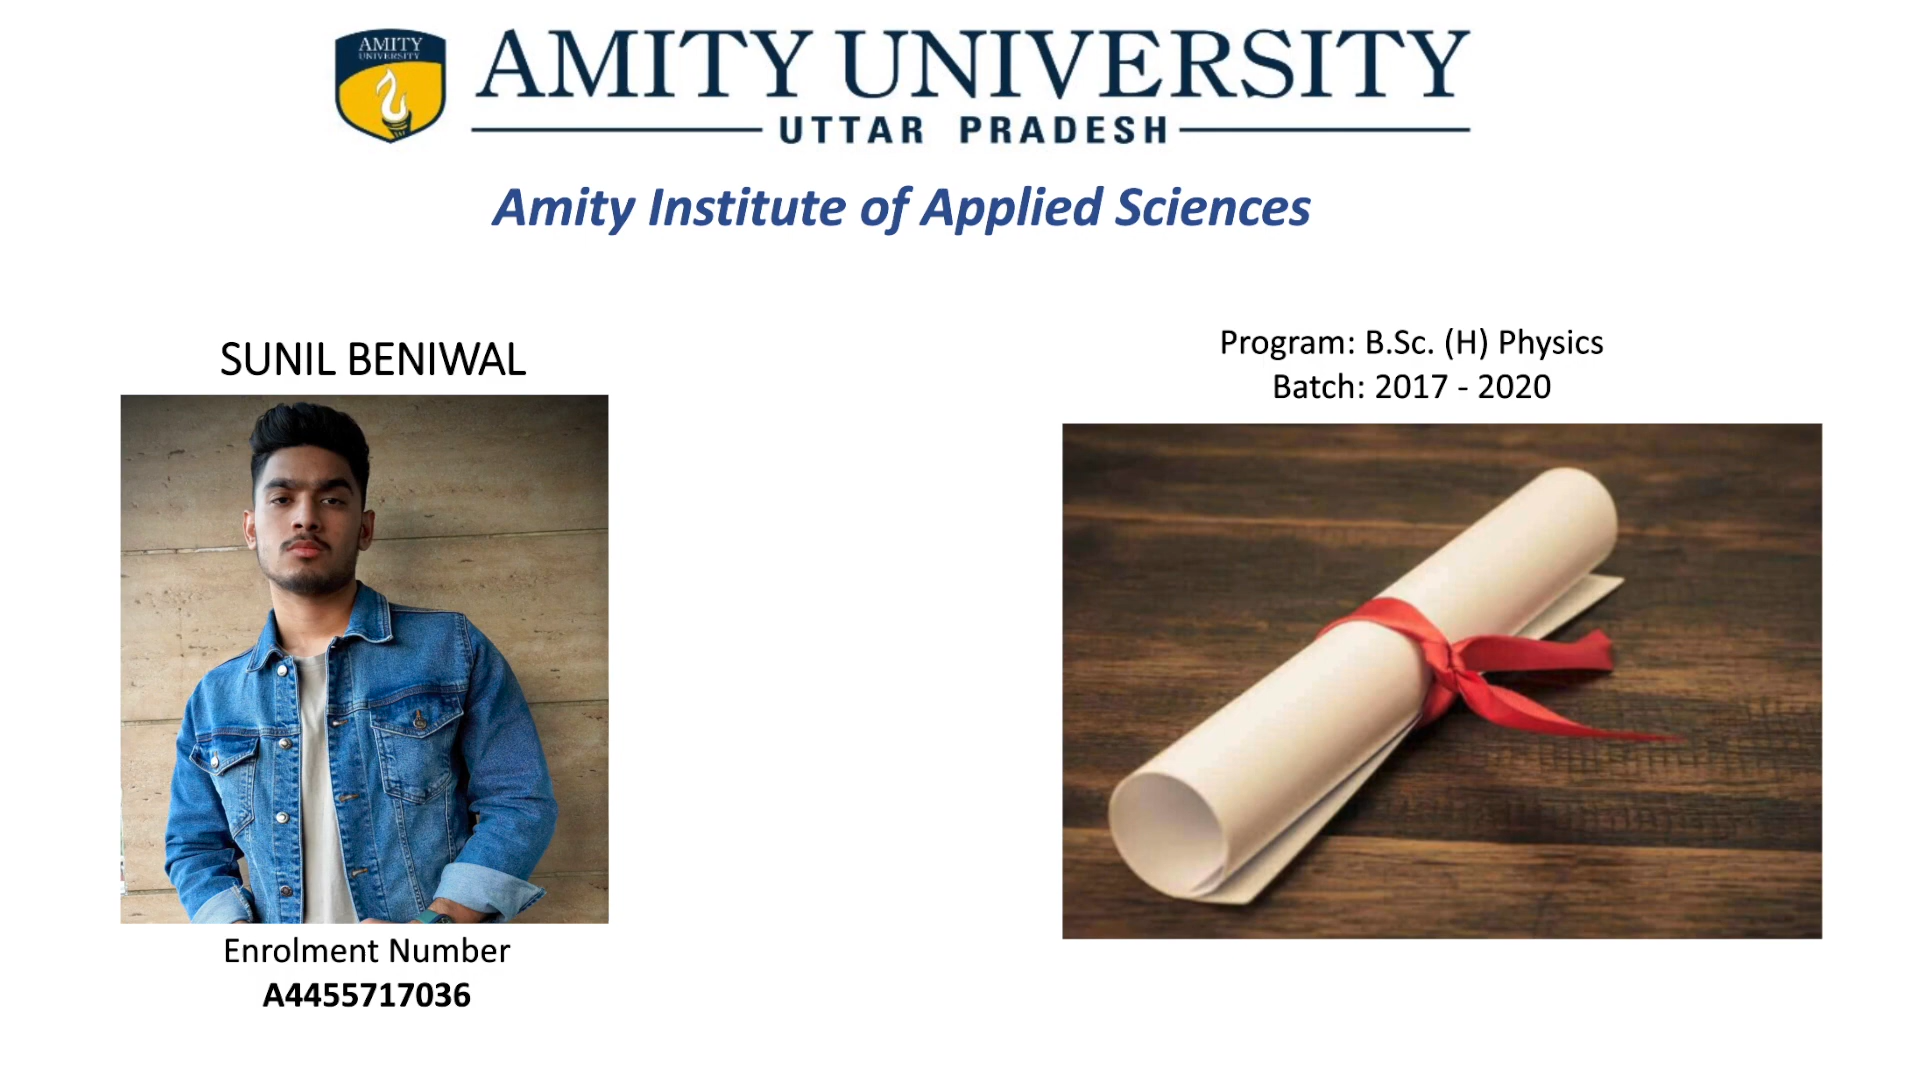 AMITY
UNIVERSITY
AMITY UNIVERSITY
UTTAR PRADESH
Amity Institute of Applied Sciences
SUNIL BENIWAL
Program: B.Sc. (H) Physics
Batch: 2017 - 2020
Enrolment Number
A4455717036